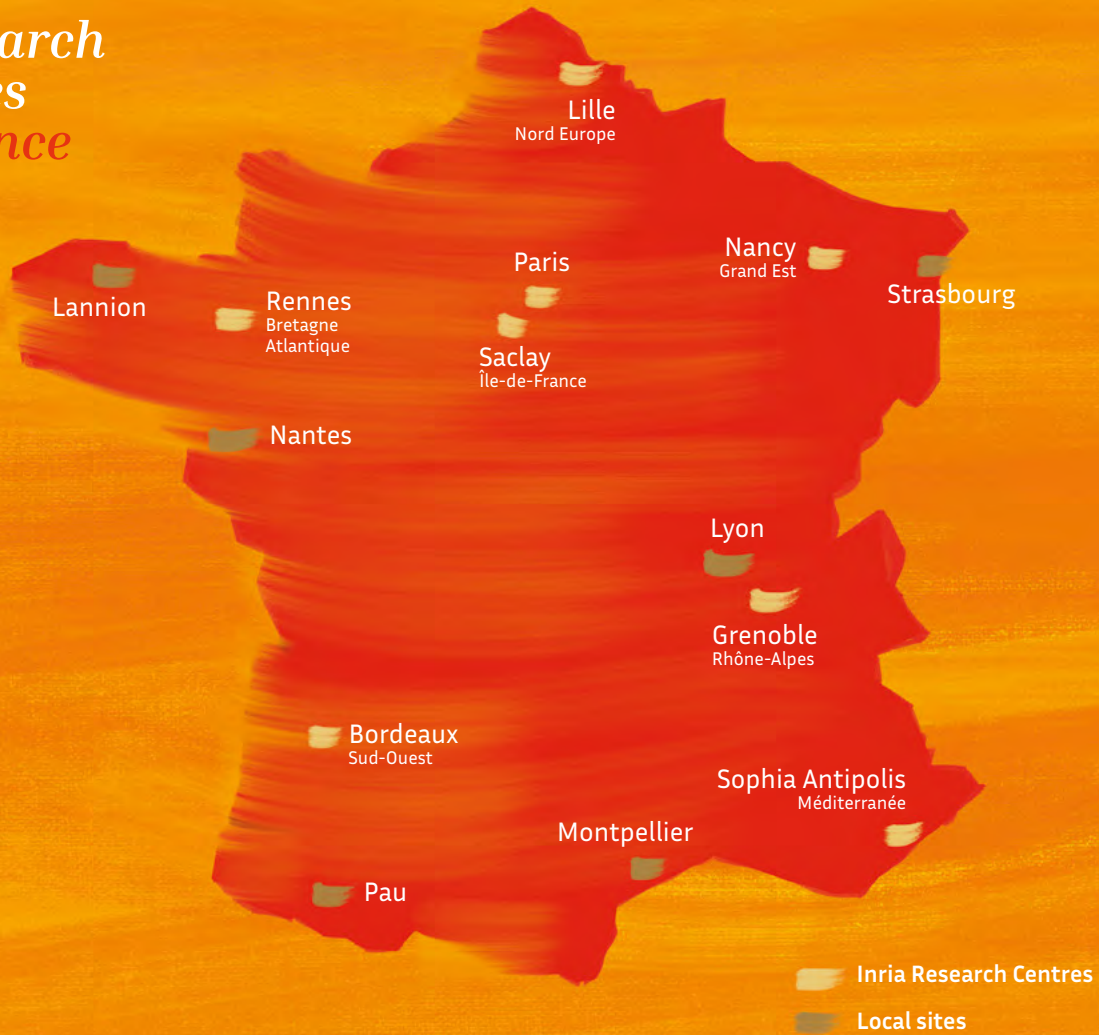 arch
es
nce
Lille
Nord Europe
Nancy
Grand Est
Paris
Strasbourg
Lannion
Rennes
Bretagne
Atlantique
Saclay
Île-de-France
Nantes
Lyon
Grenoble
Rhône-Alpes
Bordeaux
Sud-Ouest
Sophia Antipolis
Méditerranée
Montpellier
Pau
Inria Research Centres
Local sites